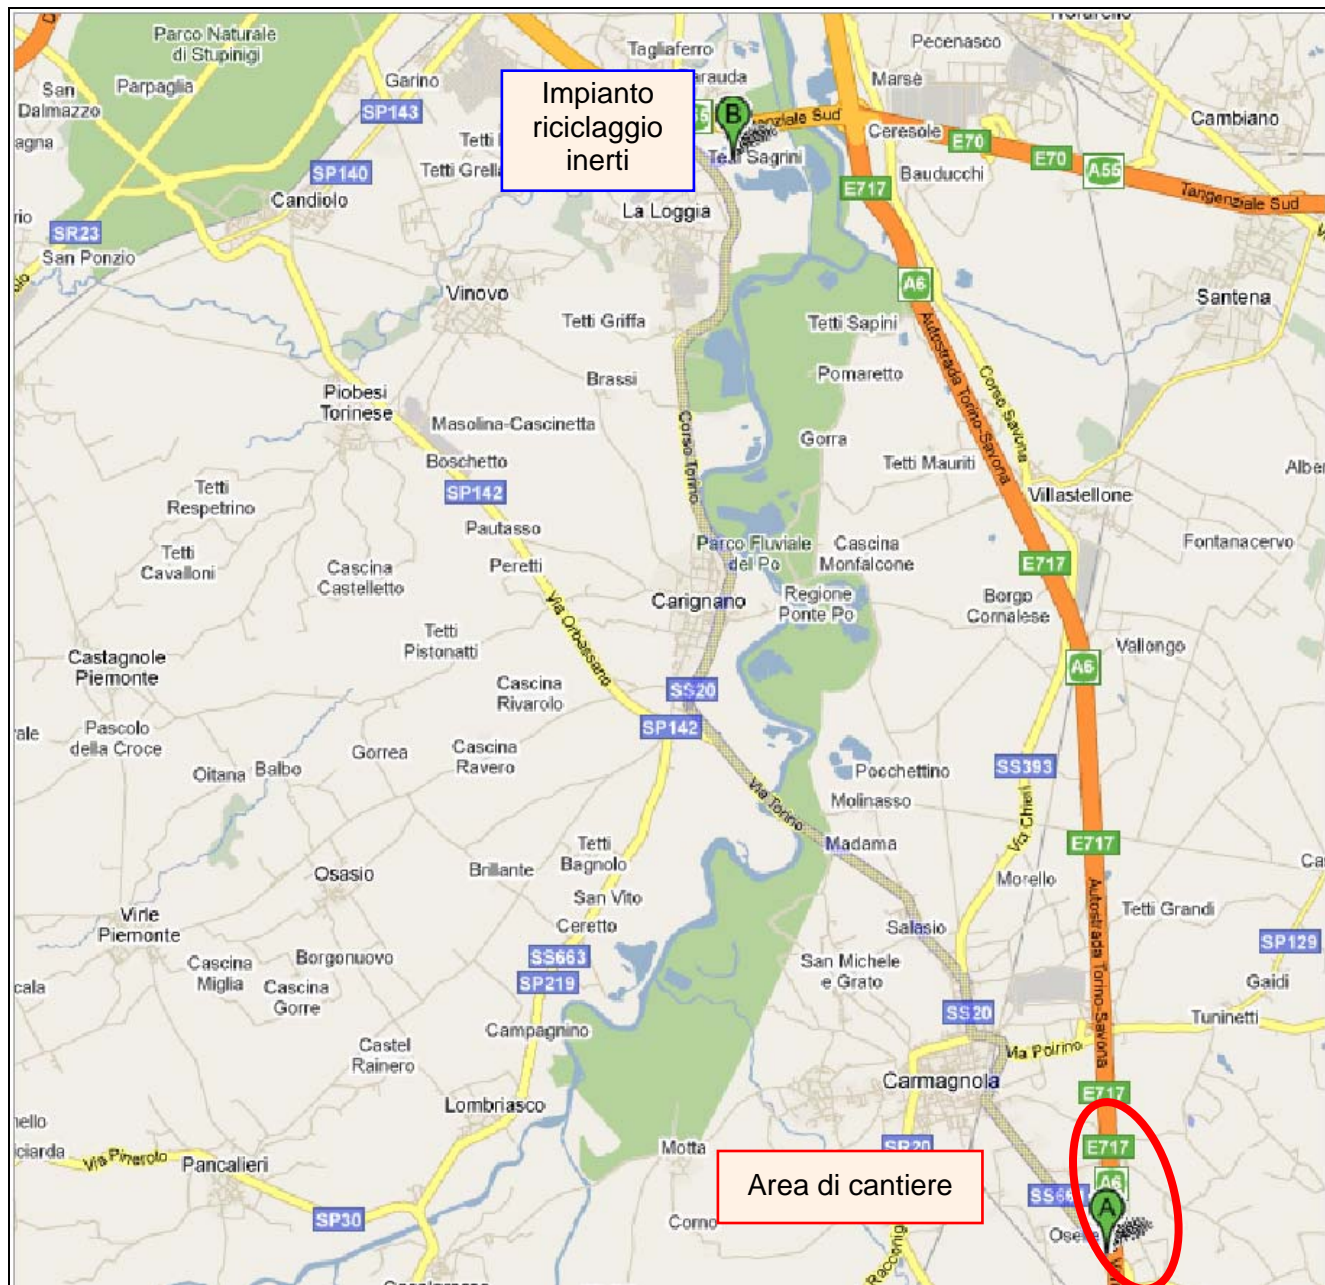 Parco Naturale
di Stupinigi
Tagliaferro
Pecenasco
San
Dalmazzo
Parpaglia
Garino
Marsè
Cambiano
SP143
Impianto
riciclaggio
inerti
B
Tangenziale Sud
Ceresole
E70
E70
A55
Bauducchi
SP140
Candiolo
E717
Tangenziale Sud
La Loggia
SR23
San Ponzio
A6
Vinovo
Santena
Tetti Griffa
Tetti Sapini
Autostrada Torino-Savona
Corso Savona
Brassi
Pomaretto
Piobesi
Torinese
Masolina-Cascinetta
Corso Torino
Gorra
Boschetto
Tetti Mauriti
SP142
Tetti
Respetrino
Villastellone
Pautasso
Parco Fluviale
del Po
Cascina
Monfalcone
Fontanacervo
Tetti
Cavalloni
Cascina
Castelletto
Peretti
E717
Via Orbassano
Carignano
Regione
Ponte Po
Borgo
Cornalese
Tetti
Pistonatti
Vallongo
Castagnole
Piemonte
A6
Cascina
Rivarolo
SS20
Pascolo
della Croce
SP142
Gorrea
Cascina
Ravero
Oitana
Balbo
Pochettino
SS393
Via Torino
Molinasso
Via Chieri
Madama
E717
Tetti
Bagnolo
Osasio
Brillante
Morello
San Vito
Autostrada Torino-Savona
Tetti Grandi
Virle
Piemonte
Ceretto
Salasio
SP129
Cascina
Miglia
Borgonuovo
SS663
San Michele
e Grato
Cascina
Gorre
SP219
Gaidi
SS20
Tuninetti
Campagnino
Castel
Rainero
Via Poirino
Carmagnola
Lombriasco
E717
Motta
SR20
E717
Via Pinerolo
Pancalieri
Area di cantiere
A6
A
SP30
Corno
Racconigi